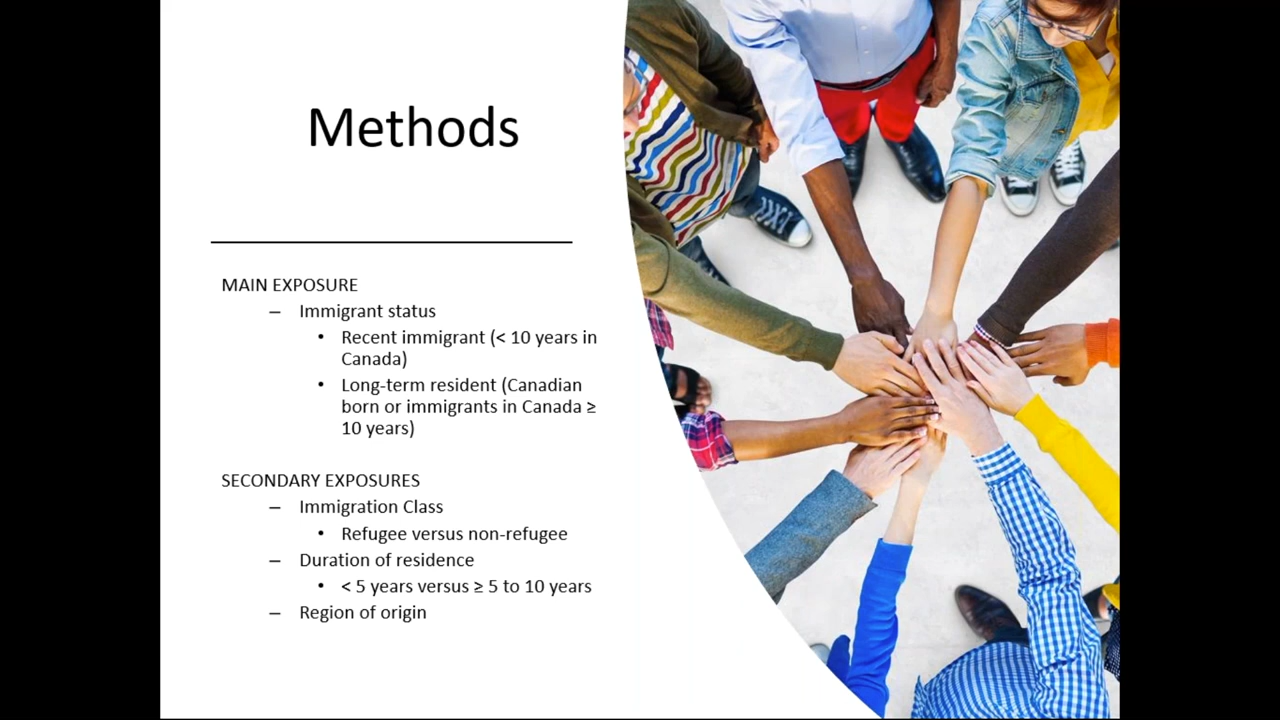 Methods
MAIN EXPOSURE
– Immigrant status
• Recent immigrant (< 10 years in
Canada)
• Long-term resident (Canadian
born or immigrants in Canada ≥
10 years)
SECONDARY EXPOSURES
– Immigration Class
• Refugee versus non-refugee
– Duration of residence
• < 5 years versus ≥ 5 to 10 years
– Region of origin